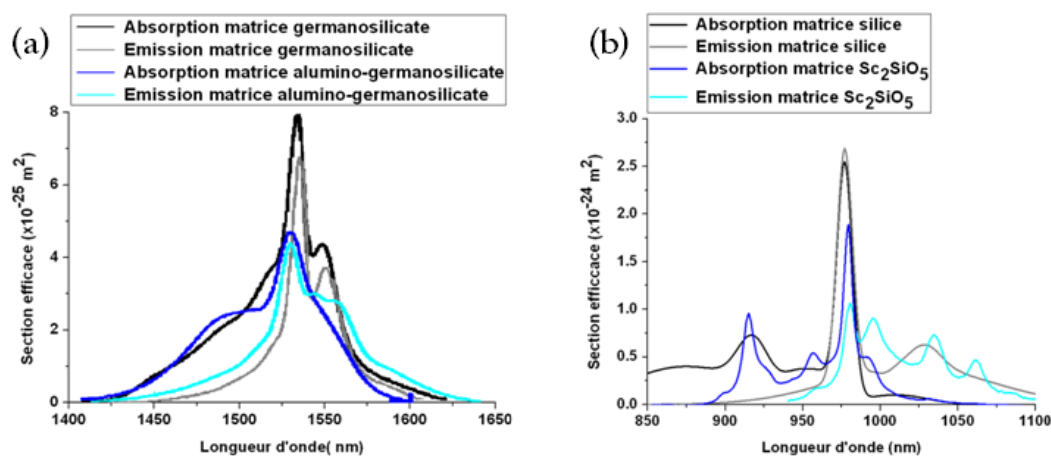 (a)
Absorption matrice germanosilicate
Emission matrice germanosilicate
Absorption matrice alumino-germanosilicate
Emission matrice alumino-germanosilicate
Section efficace (x10⁻²⁵ m²)
8
6
4
2
0
1400 1450 1500 1550 1600 1650
Longueur d'onde( nm)
(b)
Absorption matrice silice
Emission matrice silice
Absorption matrice Sc₂SiO₅
Emission matrice Sc₂SiO₅
Section efficcace (x10⁻²⁴ m²)
3.0
2.5
2.0
1.5
1.0
0.5
0.0
850 900 950 1000 1050 1100
Longueur d'onde (nm)